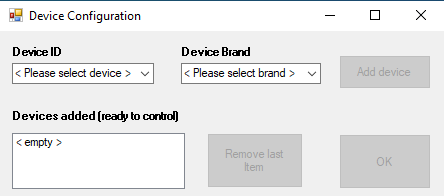 Device Configuration
Device ID
Device Brand
< Please select device >
< Please select brand >
Add device
Devices added (ready to control)
< empty >
Remove last
Item
OK